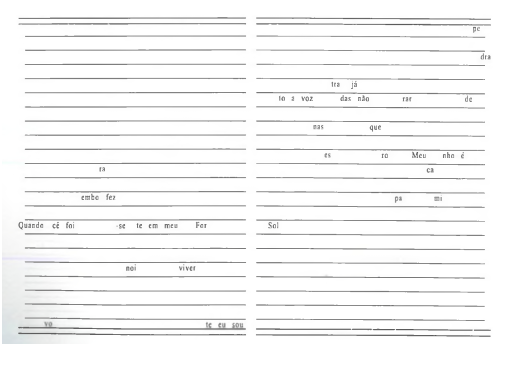 ra
embo fez
Quando cê foi -se te em meu For
noi viver
vo te eu sou
pe
dra
tra já
to a voz das não rar de
nas que
es ro Meu nho é
ca
pa mi
Sol